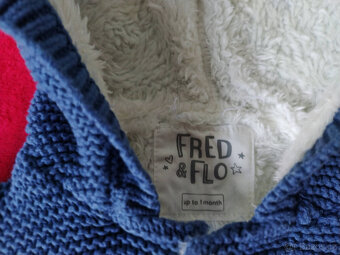 FRED
& FLO
up to 1 month